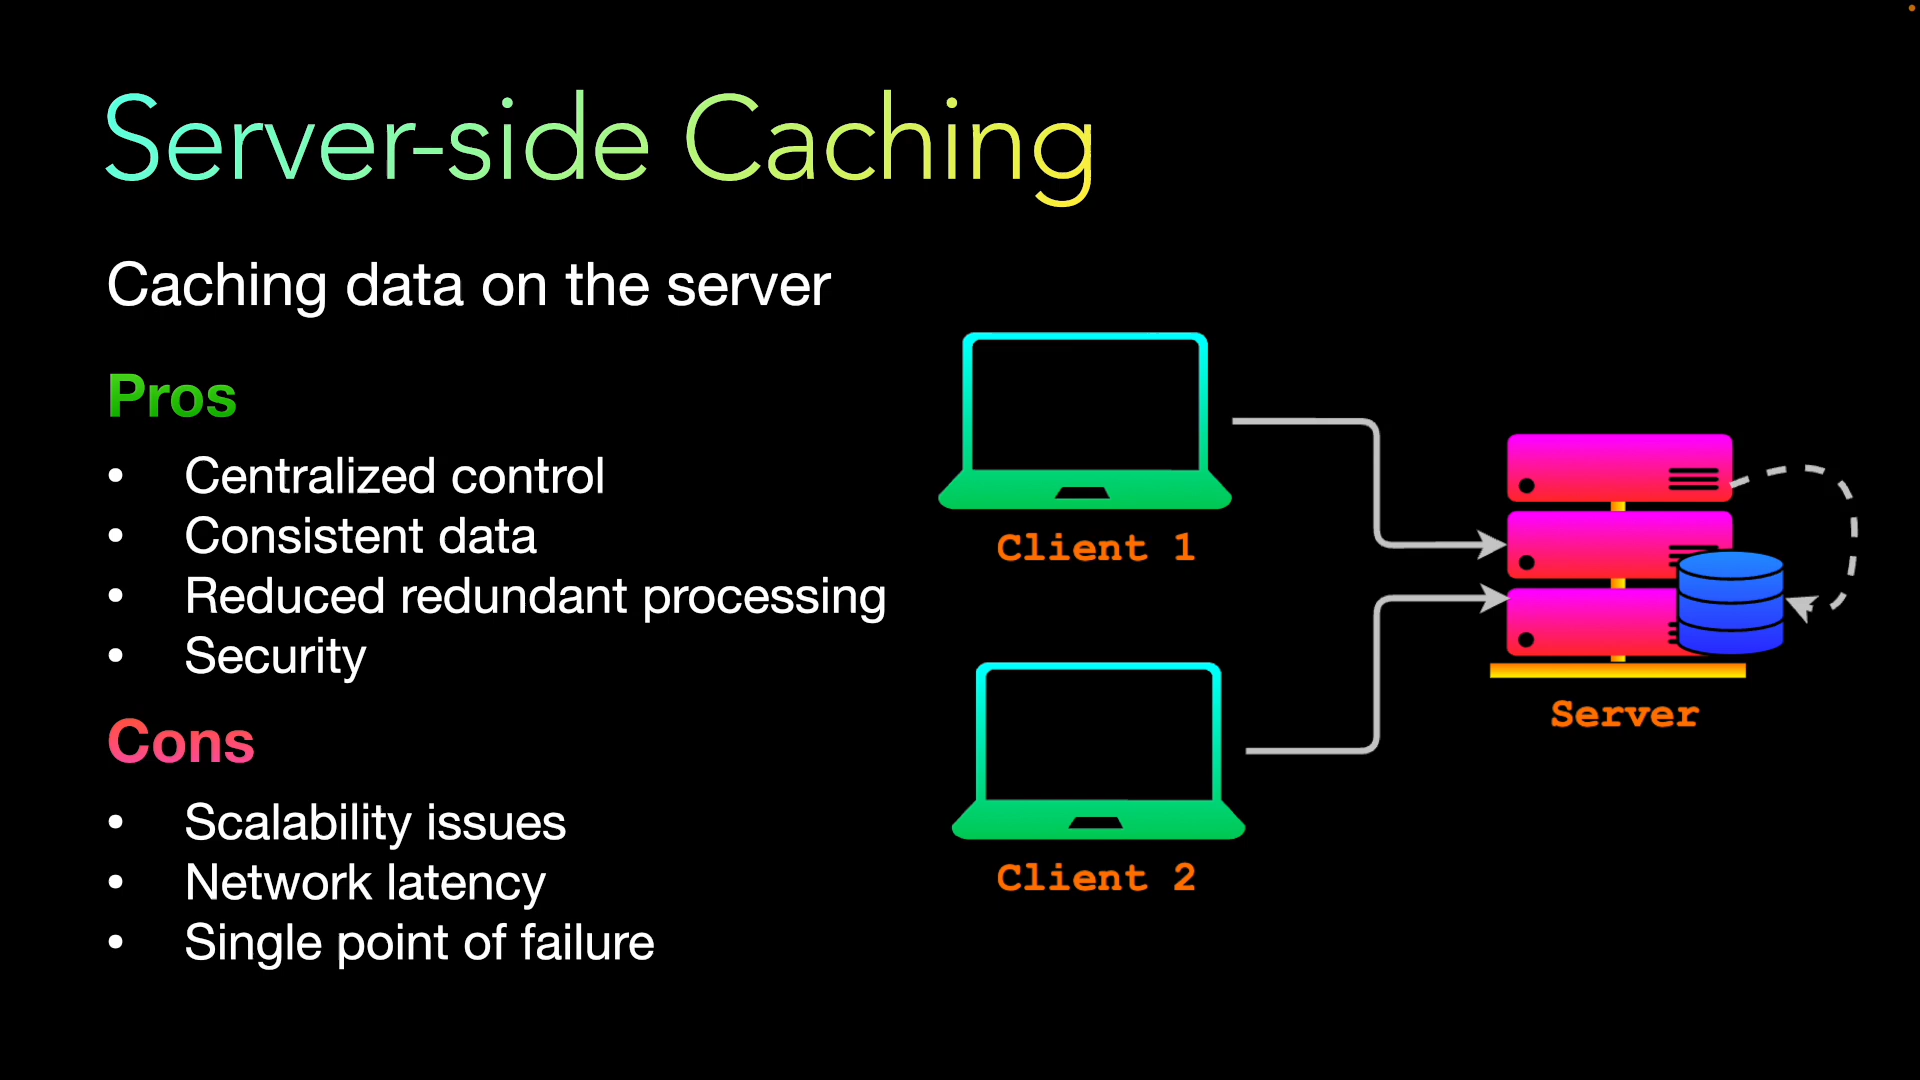 Server-side Caching
Caching data on the server
Pros
• Centralized control
• Consistent data
• Reduced redundant processing
• Security
Cons
• Scalability issues
• Network latency
• Single point of failure
Client 1
Client 2
Server